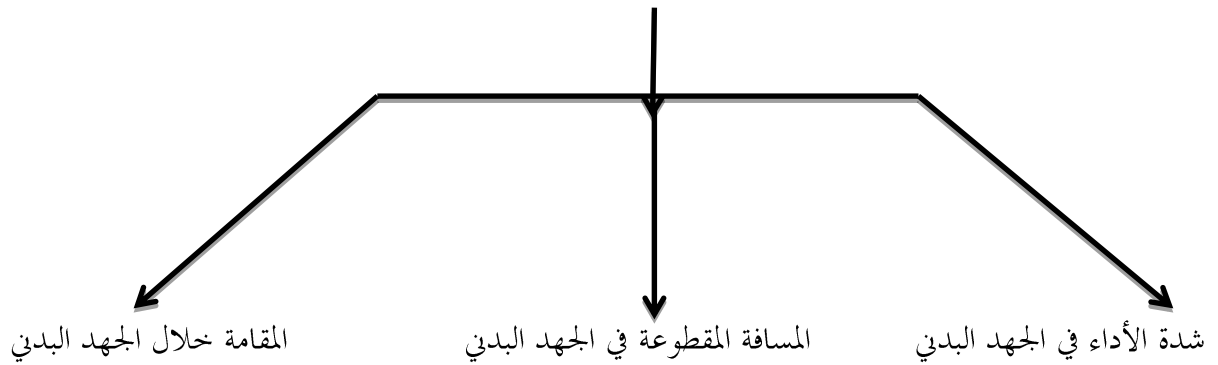 شدة الأداء في الجهد البدني
المسافة المقطوعة في الجهد البدني
المقامة خلال الجهد البدني